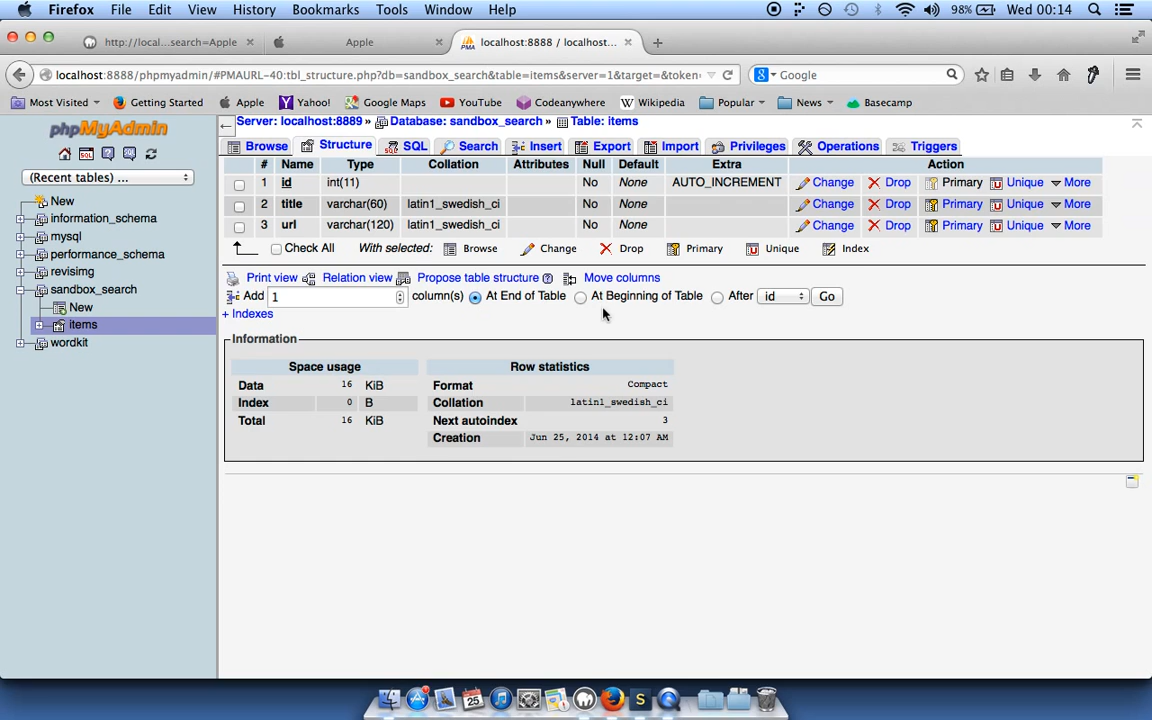 Firefox File Edit View History Bookmarks Tools Window Help 98% Wed 00:14
http://local...search=Apple Apple localhost:8888 / localhost...
localhost:8888/phpmyadmin/#PMAURL-40:tbl_structure.php?db=sandbox_search&table=items&server=1&target=&token Google
Most Visited Getting Started Apple Yahoo! Google Maps YouTube Codeanywhere Wikipedia Popular News Basecamp
phpMyAdmin
(Recent tables) ...
New
information_schema
mysql
performance_schema
revisimg
sandbox_search
New
items
wordkit
Server: localhost:8889 » Database: sandbox_search » Table: items
Browse Structure SQL Search Insert Export Import Privileges Operations Triggers
# Name Type Collation Attributes Null Default Extra Action
1 id int(11) No None AUTO_INCREMENT Change Drop Primary Unique More
2 title varchar(60) latin1_swedish_ci No None Change Drop Primary Unique More
3 url varchar(120) latin1_swedish_ci No None Change Drop Primary Unique More
Check All With selected: Browse Change Drop Primary Unique Index
Print view Relation view Propose table structure Move columns
Add 1 column(s) At End of Table At Beginning of Table After id Go
+ Indexes
Information
Space usage
Data 16 KiB
Index 0 B
Total 16 KiB
Row statistics
Format Compact
Collation latin1_swedish_ci
Next autoindex 3
Creation Jun 25, 2014 at 12:07 AM